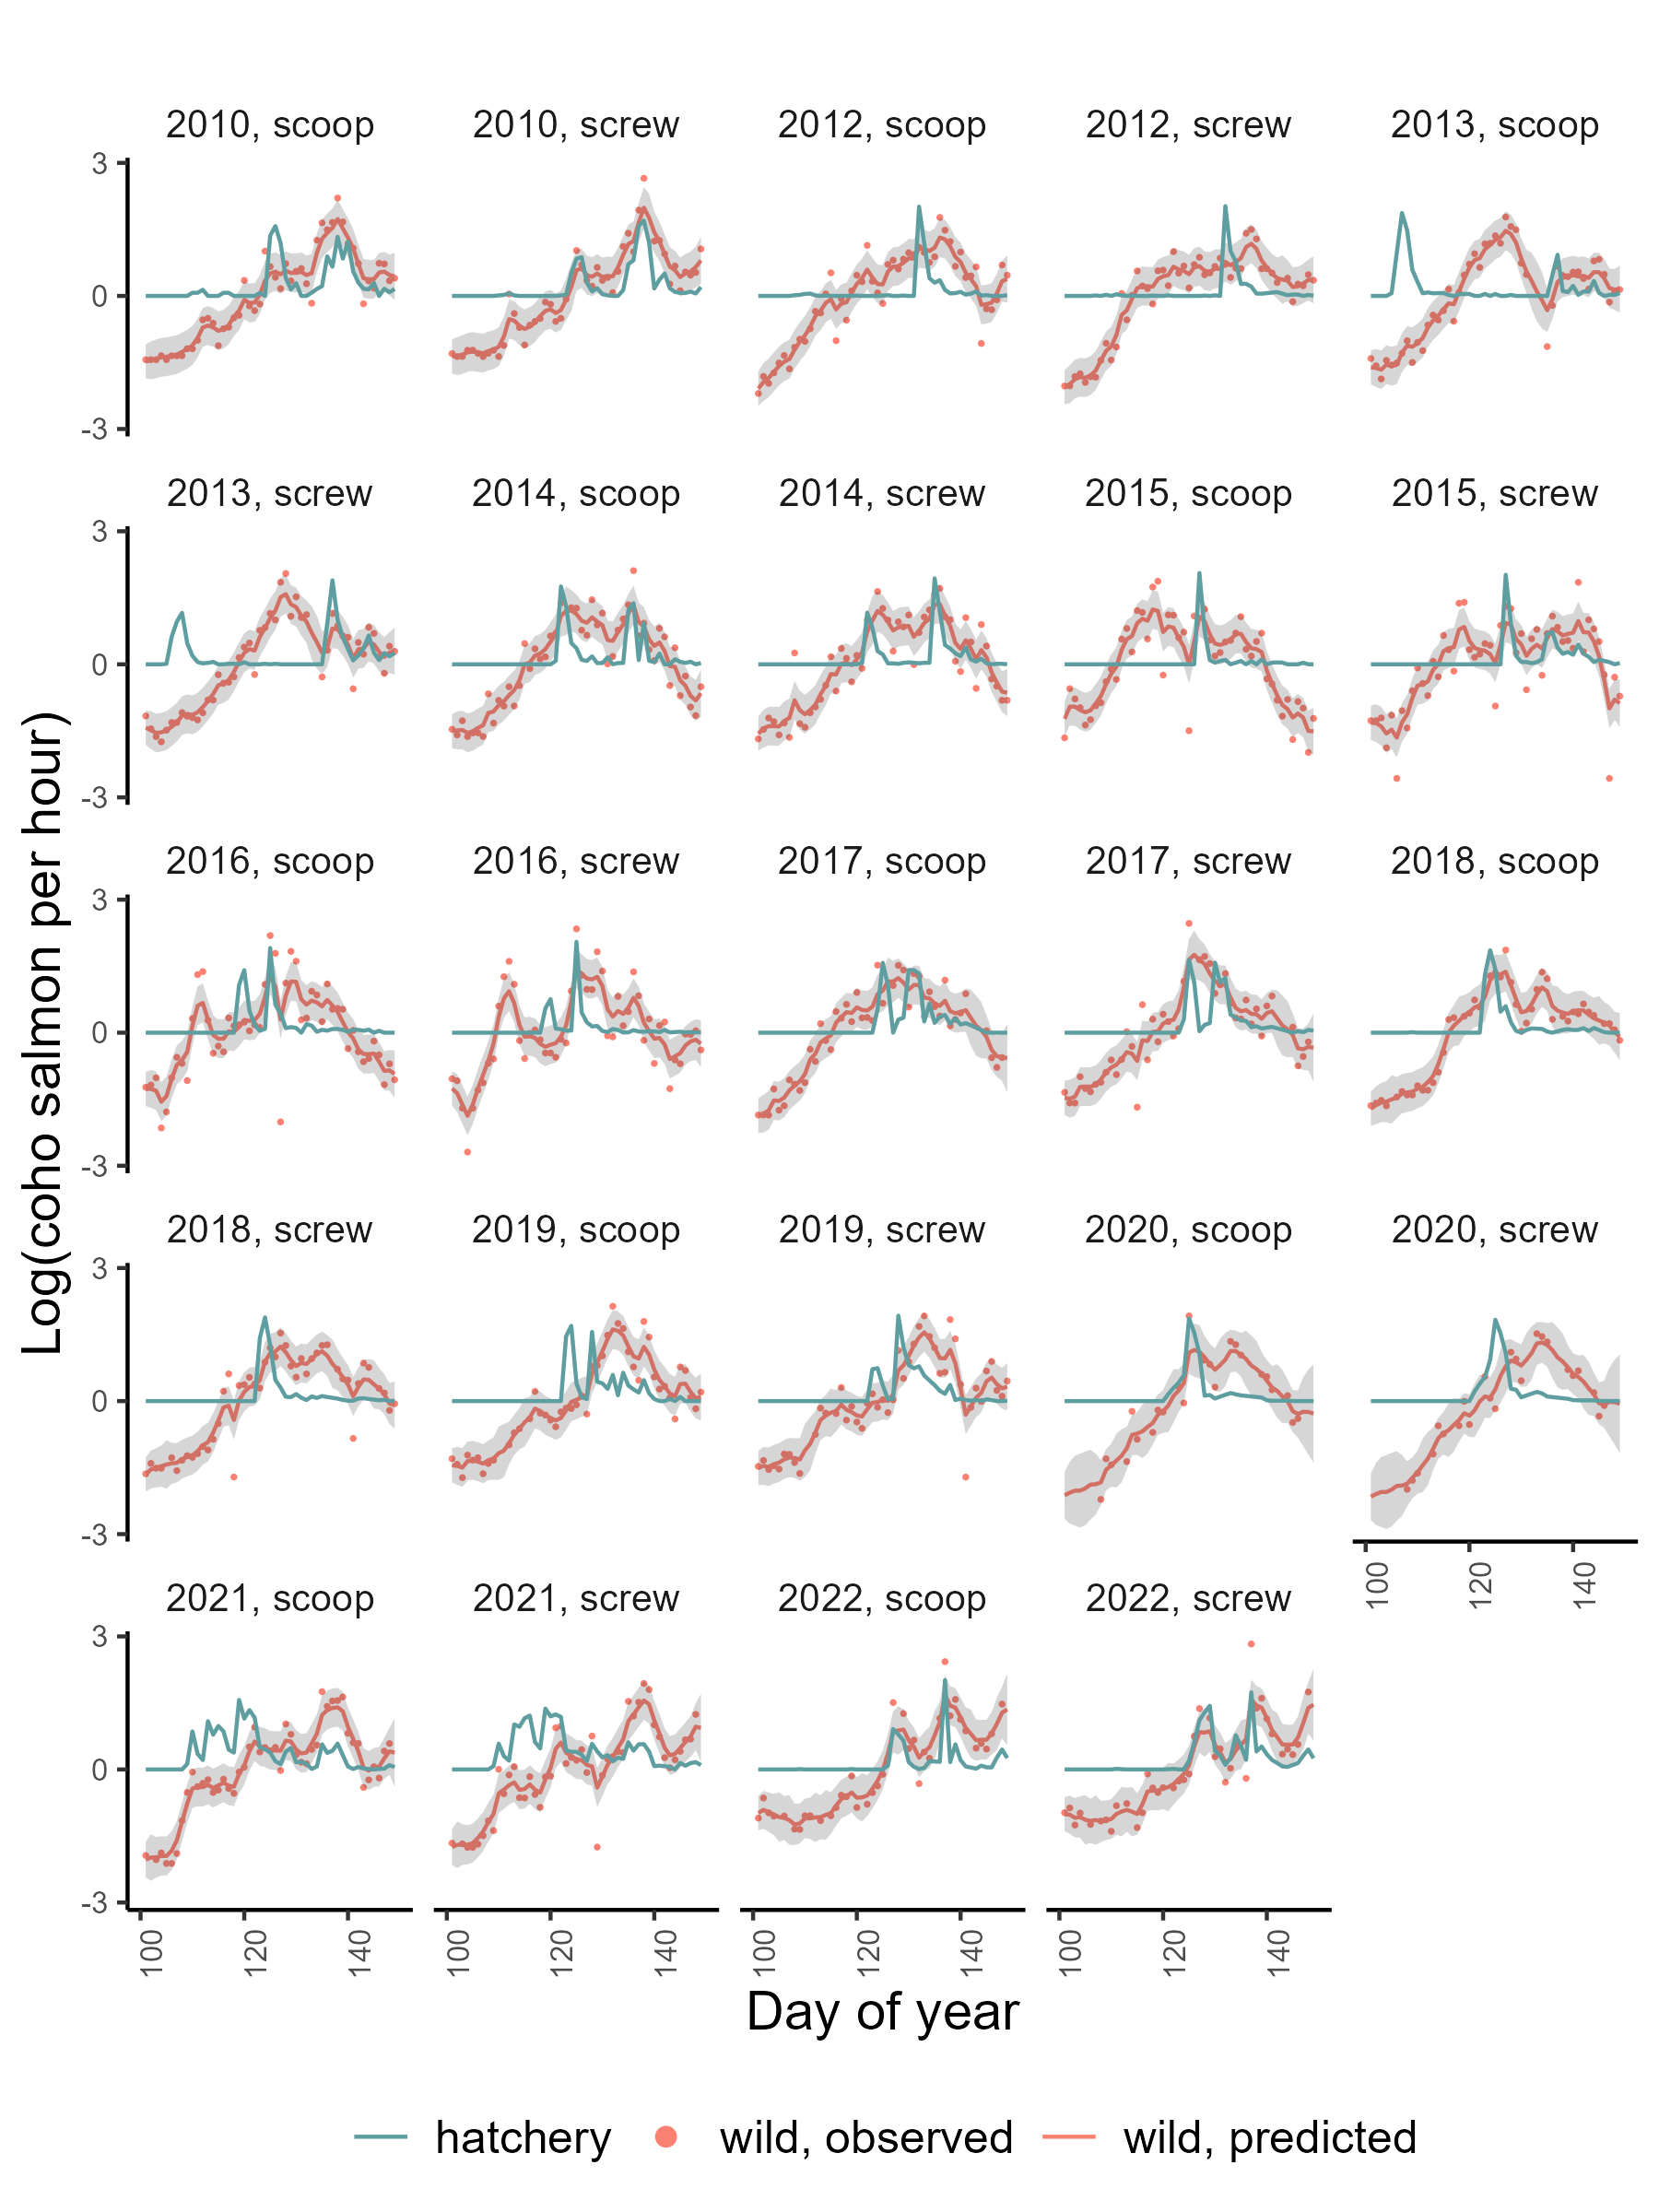 2010, scoop 2010, screw 2012, scoop 2012, screw 2013, scoop
3
0
-3
2013, screw 2014, scoop 2014, screw 2015, scoop 2015, screw
3
0
-3
2016, scoop 2016, screw 2017, scoop 2017, screw 2018, scoop
3
0
-3
2018, screw 2019, scoop 2019, screw 2020, scoop 2020, screw
3
0
-3
100 120 140
2021, scoop 2021, screw 2022, scoop 2022, screw
3
0
-3
100 120 140 100 120 140 100 120 140 100 120 140
Log(coho salmon per hour)
Day of year
hatchery wild, observed wild, predicted